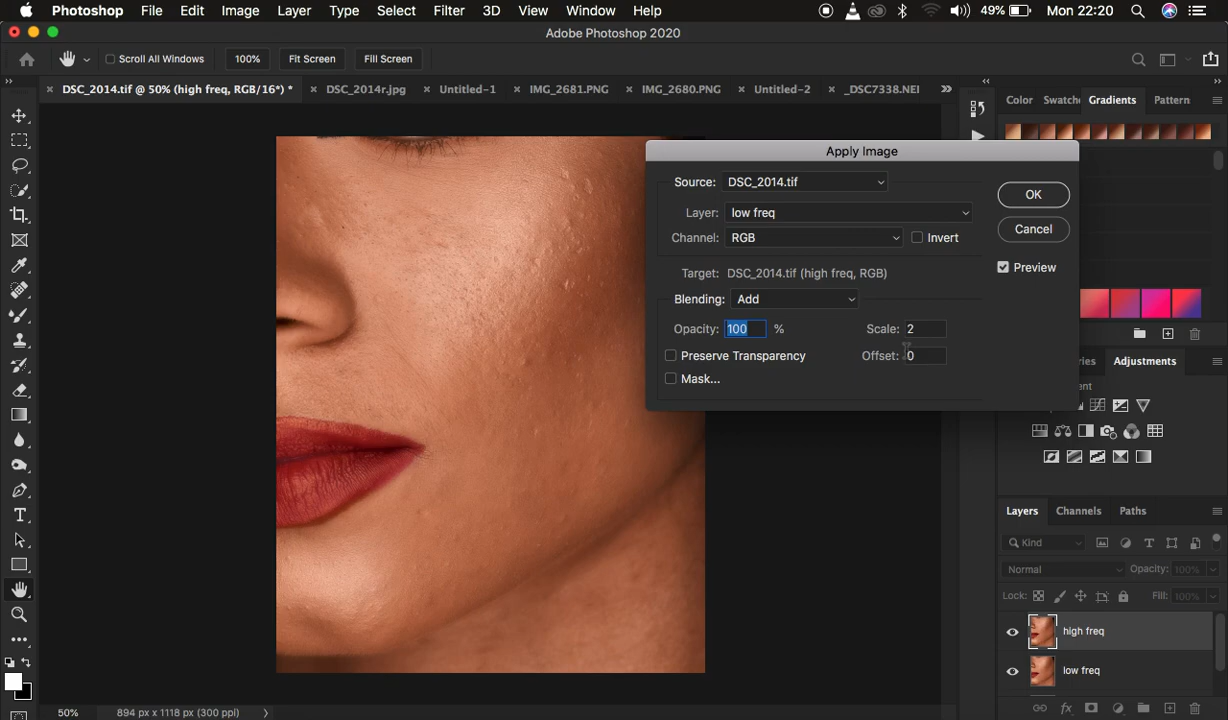 Photoshop File Edit Image Layer Type Select Filter 3D View Window Help 49% Mon 22:20
Adobe Photoshop 2020
Scroll All Windows 100% Fit Screen Fill Screen
DSC_2014.tif @ 50% (high freq, RGB/16*) * DSC_2014r.jpg Untitled-1 IMG_2681.PNG IMG_2680.PNG Untitled-2 _DSC7338.NEI
Color Swatche Gradients Pattern
Apply Image
Source: DSC_2014.tif
OK
Layer: low freq
Cancel
Channel: RGB Invert
Preview
Target: DSC_2014.tif (high freq, RGB)
Blending: Add
Opacity: 100 % Scale: 2
Preserve Transparency Offset: 0
Mask...
ries Adjustments
ent
Layers Channels Paths
Kind
Normal Opacity: 100%
Lock: Fill: 100%
high freq
low freq
50% 894 px x 1118 px (300 ppi)